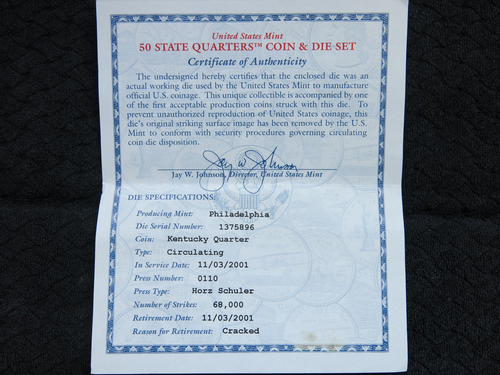 United States Mint
50 STATE QUARTERS™ COIN & DIE SET
Certificate of Authenticity
The undersigned hereby certifies that the enclosed die was an
actual working die used by the United States Mint to manufacture
official U.S. coinage. This unique collectible is accompanied by one
of the first acceptable production coins struck with this die. To
prevent unauthorized reproduction of United States coinage, this
die's original striking surface image has been removed by the U.S.
Mint to conform with security procedures governing circulating
coin die disposition.
Jay W. Johnson
Jay W. Johnson, Director, United States Mint
DIE SPECIFICATIONS:
Producing Mint: Philadelphia
Die Serial Number: 1375896
Coin: Kentucky Quarter
Type: Circulating
In Service Date: 11/03/2001
Press Number: 0110
Press Type: Horz Schuler
Number of Strikes: 68,000
Retirement Date: 11/03/2001
Reason for Retirement: Cracked